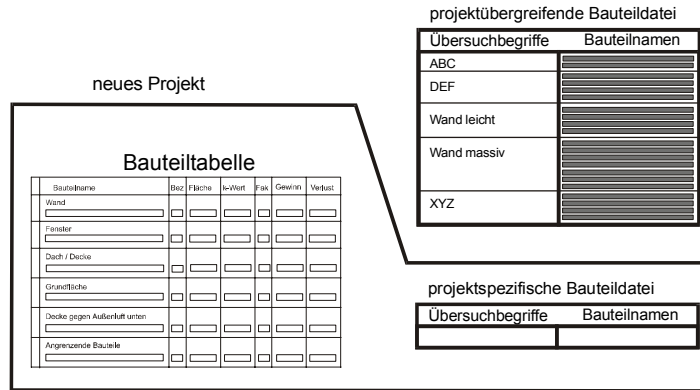 projektübergreifende Bauteildatei
Übersuchbegriffe Bauteilnamen
ABC
DEF
Wand leicht
Wand massiv
XYZ
neues Projekt
Bauteiltabelle
Bauteilname Bez Fläche k-Wert Fak Gewinn Verlust
Wand
Fenster
Dach / Decke
Grundfläche
Decke gegen Außenluft unten
Angrenzende Bauteile
projektspezifische Bauteildatei
Übersuchbegriffe Bauteilnamen